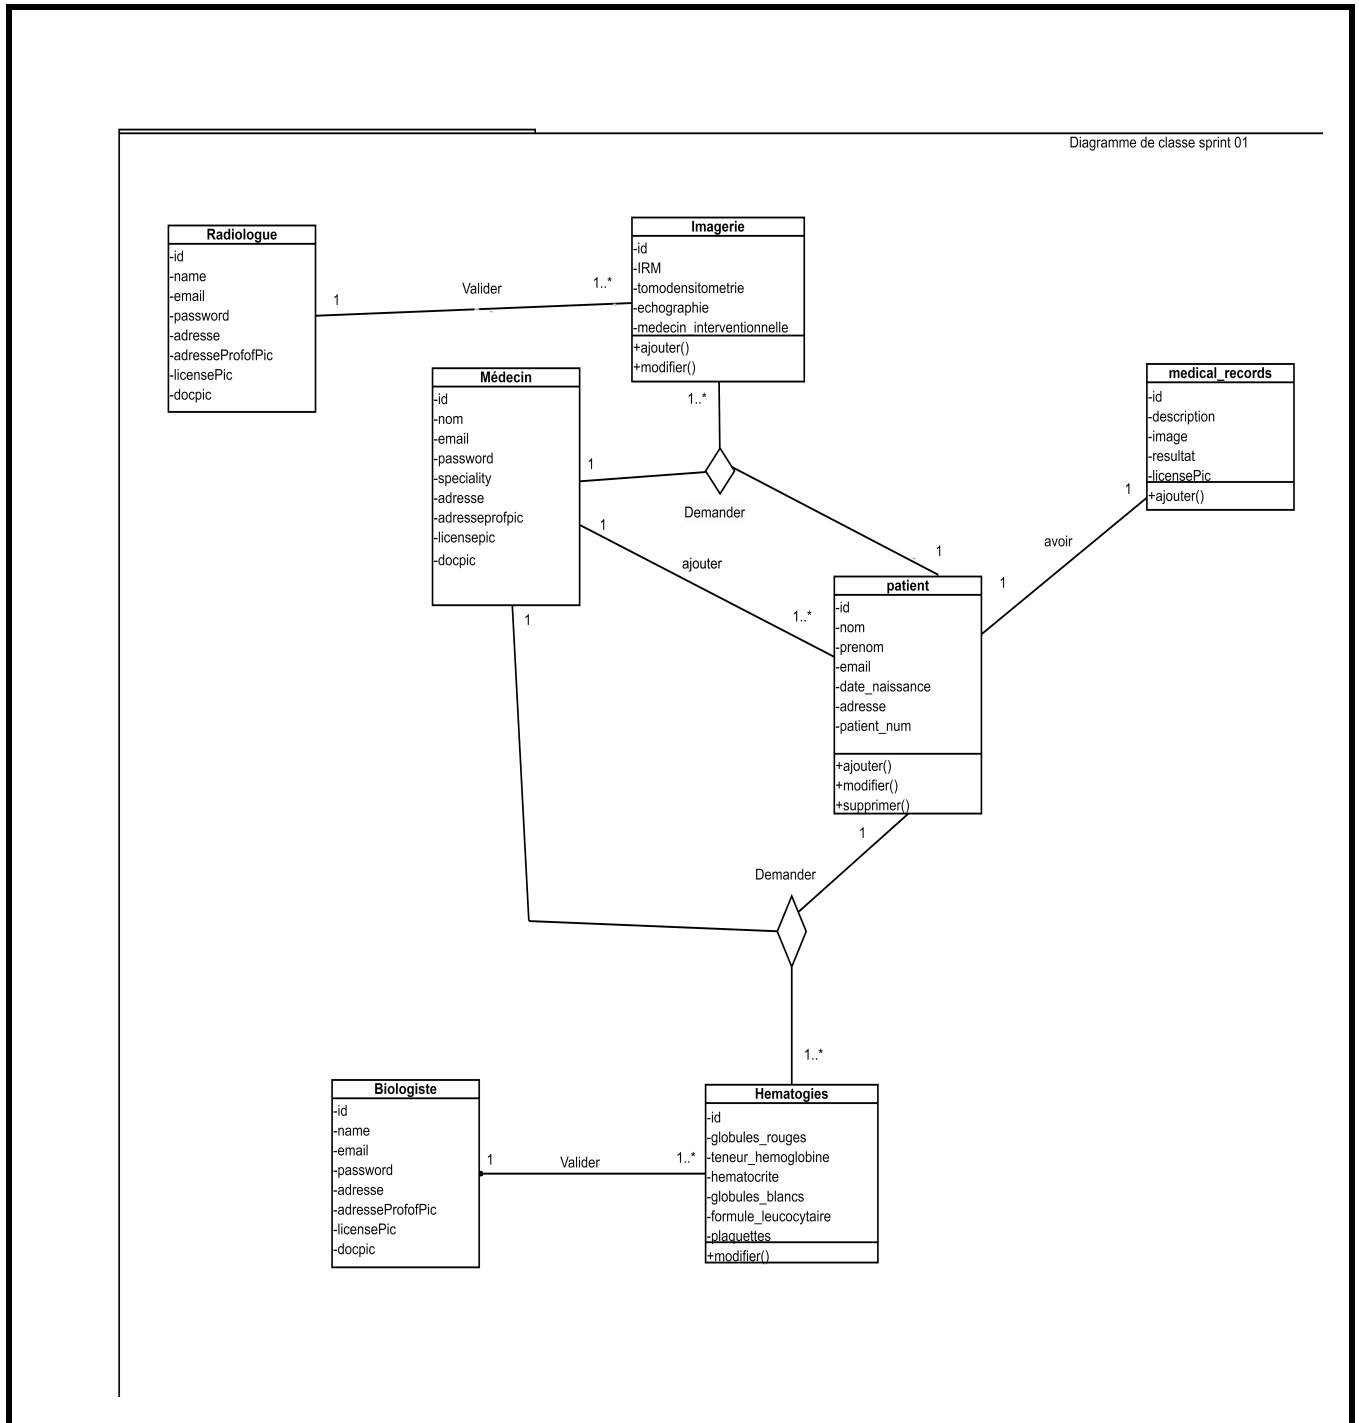 Diagramme de classe sprint 01
Radiologue
-id
-name
-email
-password
-adresse
-adresseProfofPic
-licensePic
-docpic
1
Valider
1..*
Imagerie
-id
-IRM
-tomodensitometrie
-echographie
-medecin_interventionnelle
+ajouter()
+modifier()
1..*
Médecin
-id
-nom
-email
-password
-speciality
-adresse
-adresseprofpic
-licensepic
-docpic
1
Demander
1
1
ajouter
1..*
1
medical_records
-id
-description
-image
-resultat
-licensePic
+ajouter()
1
avoir
1
patient
-id
-nom
-prenom
-email
-date_naissance
-adresse
-patient_num
+ajouter()
+modifier()
+supprimer()
1
Demander
1..*
Biologiste
-id
-name
-email
-password
-adresse
-adresseProfofPic
-licensePic
-docpic
1
Valider
1..*
Hematogies
-id
-globules_rouges
-teneur_hemoglobine
-hematocrite
-globules_blancs
-formule_leucocytaire
-plaquettes
+modifier()